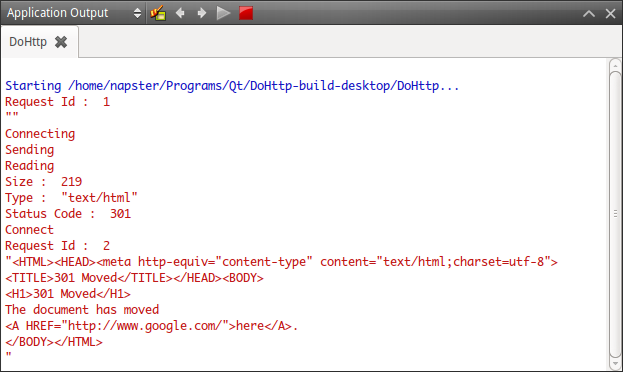 Application Output
DoHttp
Starting /home/napster/Programs/Qt/DoHttp-build-desktop/DoHttp...
Request Id :  1
""
Connecting
Sending
Reading
Size :  219
Type :  "text/html"
Status Code :  301
Connect
Request Id :  2
"<HTML><HEAD><meta http-equiv="content-type" content="text/html;charset=utf-8">
<TITLE>301 Moved</TITLE></HEAD><BODY>
<H1>301 Moved</H1>
The document has moved
<A HREF="http://www.google.com/">here</A>.
</BODY></HTML>
"